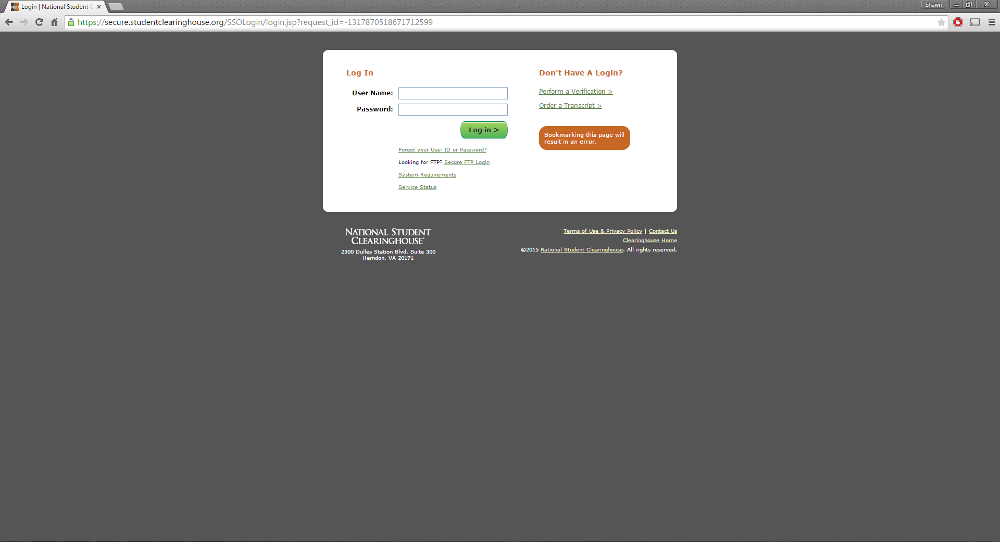 Login | National Student C
Shawn
https://secure.studentclearinghouse.org/SSOLogin/login.jsp?request_id=-1317870518671712599
Log In
User Name:
Password:
Log in >
Forgot your User ID or Password?
Looking for FTP? Secure FTP Login
System Requirements
Service Status
Don't Have A Login?
Perform a Verification >
Order a Transcript >
Bookmarking this page will
result in an error.
NATIONAL STUDENT
CLEARINGHOUSE®
2300 Dulles Station Blvd. Suite 300
Herndon, VA 20171
Terms of Use & Privacy Policy | Contact Us
Clearinghouse Home
©2015 National Student Clearinghouse. All rights reserved.